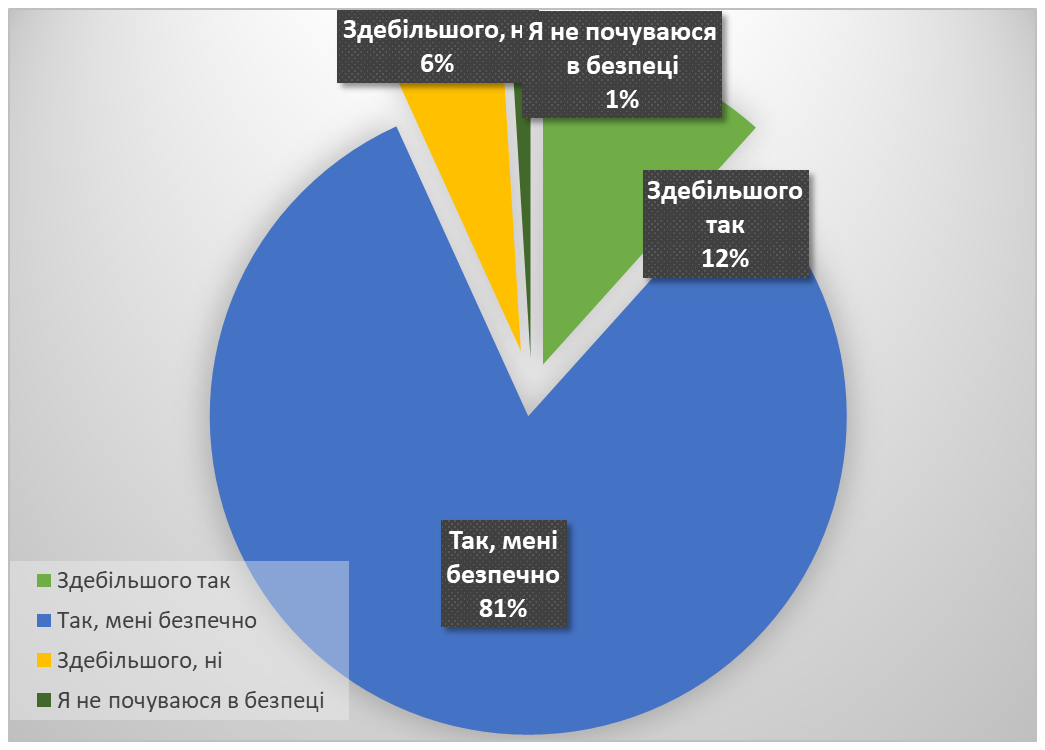 Здебільшого, н
6%
Я не почуваюся
в безпеці
1%
Здебільшого
так
12%
Так, мені
безпечно
81%
Здебільшого так
Так, мені безпечно
Здебільшого, ні
Я не почуваюся в безпеці